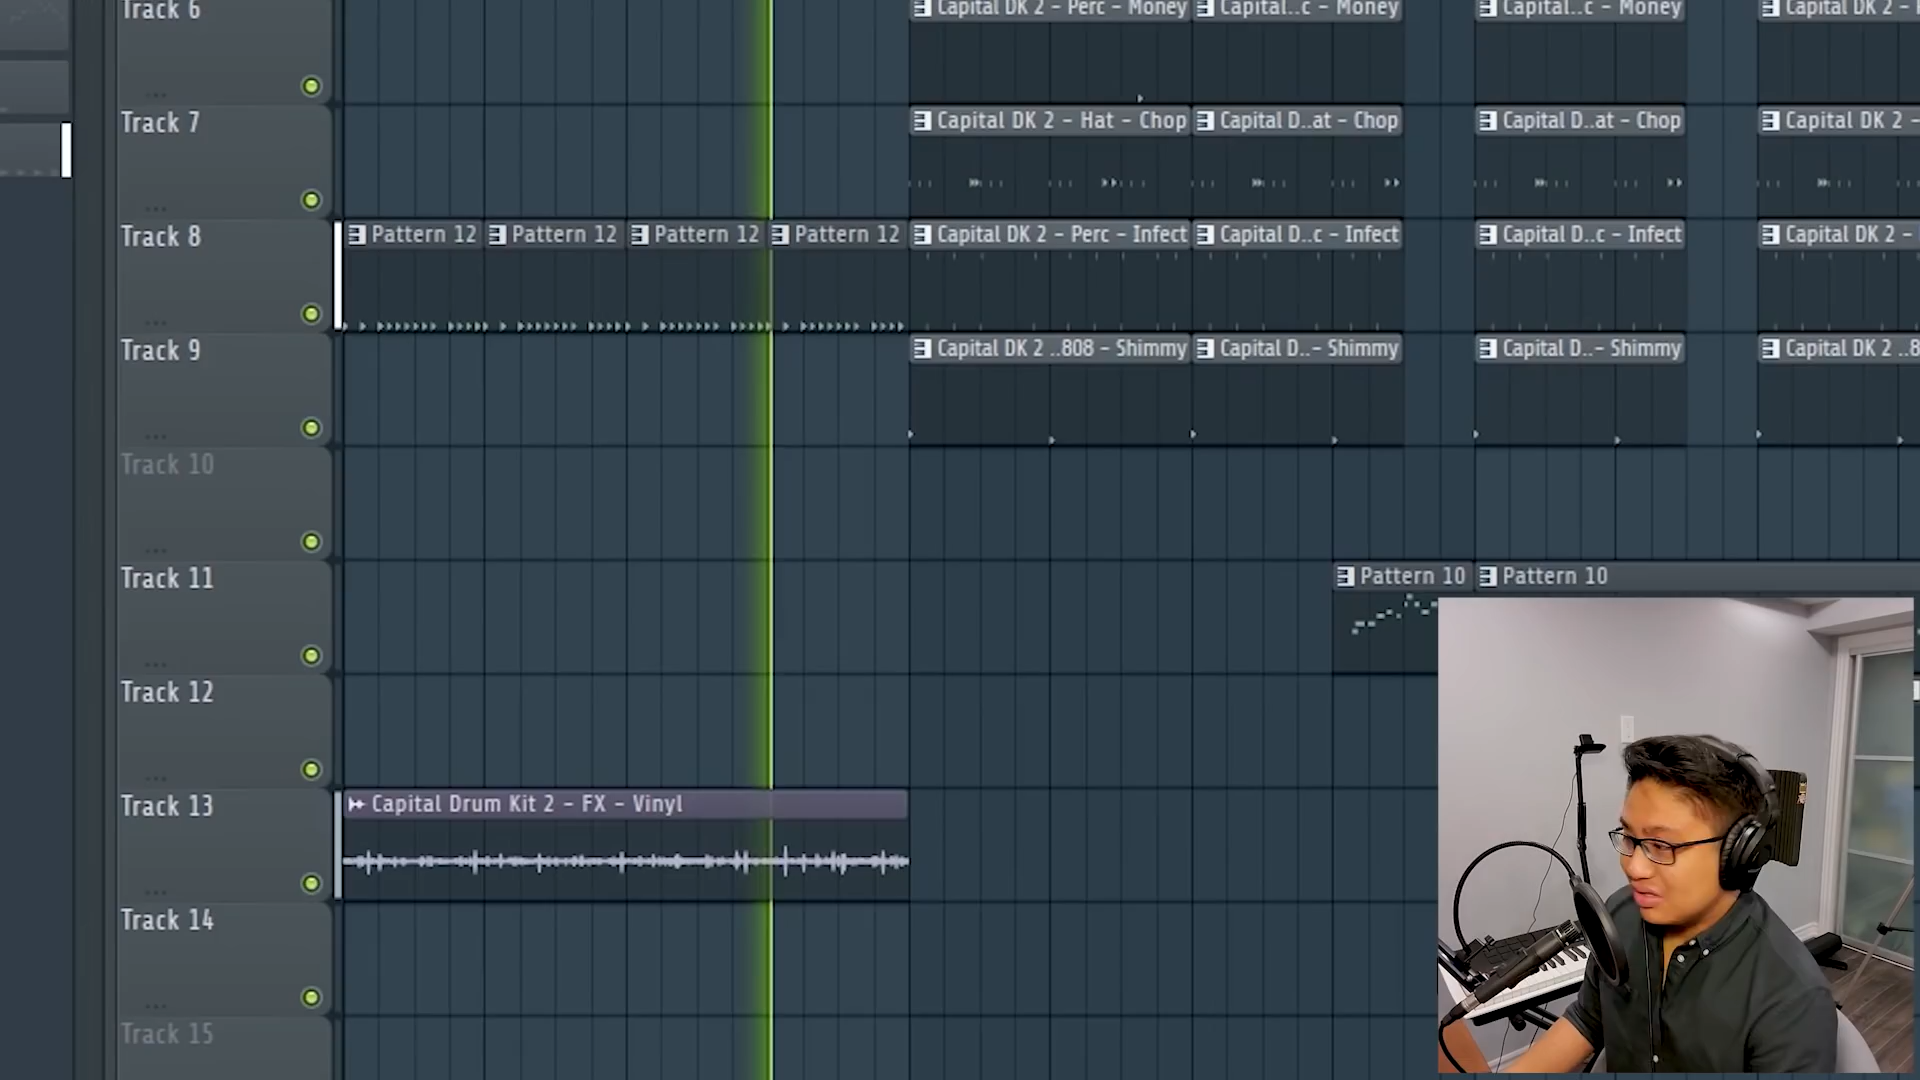 Track 6
Capital DK 2 - Perc - Money
Capital..c - Money
Capital..c - Money
Capital DK 2 -
Track 7
Capital DK 2 - Hat - Chop
Capital D..at - Chop
Capital D..at - Chop
Capital DK 2 -
Track 8
Pattern 12
Pattern 12
Pattern 12
Pattern 12
Capital DK 2 - Perc - Infect
Capital D..c - Infect
Capital D..c - Infect
Capital DK 2 -
Track 9
Capital DK 2 ..808 - Shimmy
Capital D..- Shimmy
Capital D..- Shimmy
Capital DK 2 ..8
Track 10
Track 11
Pattern 10
Pattern 10
Track 12
Track 13
Capital Drum Kit 2 - FX - Vinyl
Track 14
Track 15